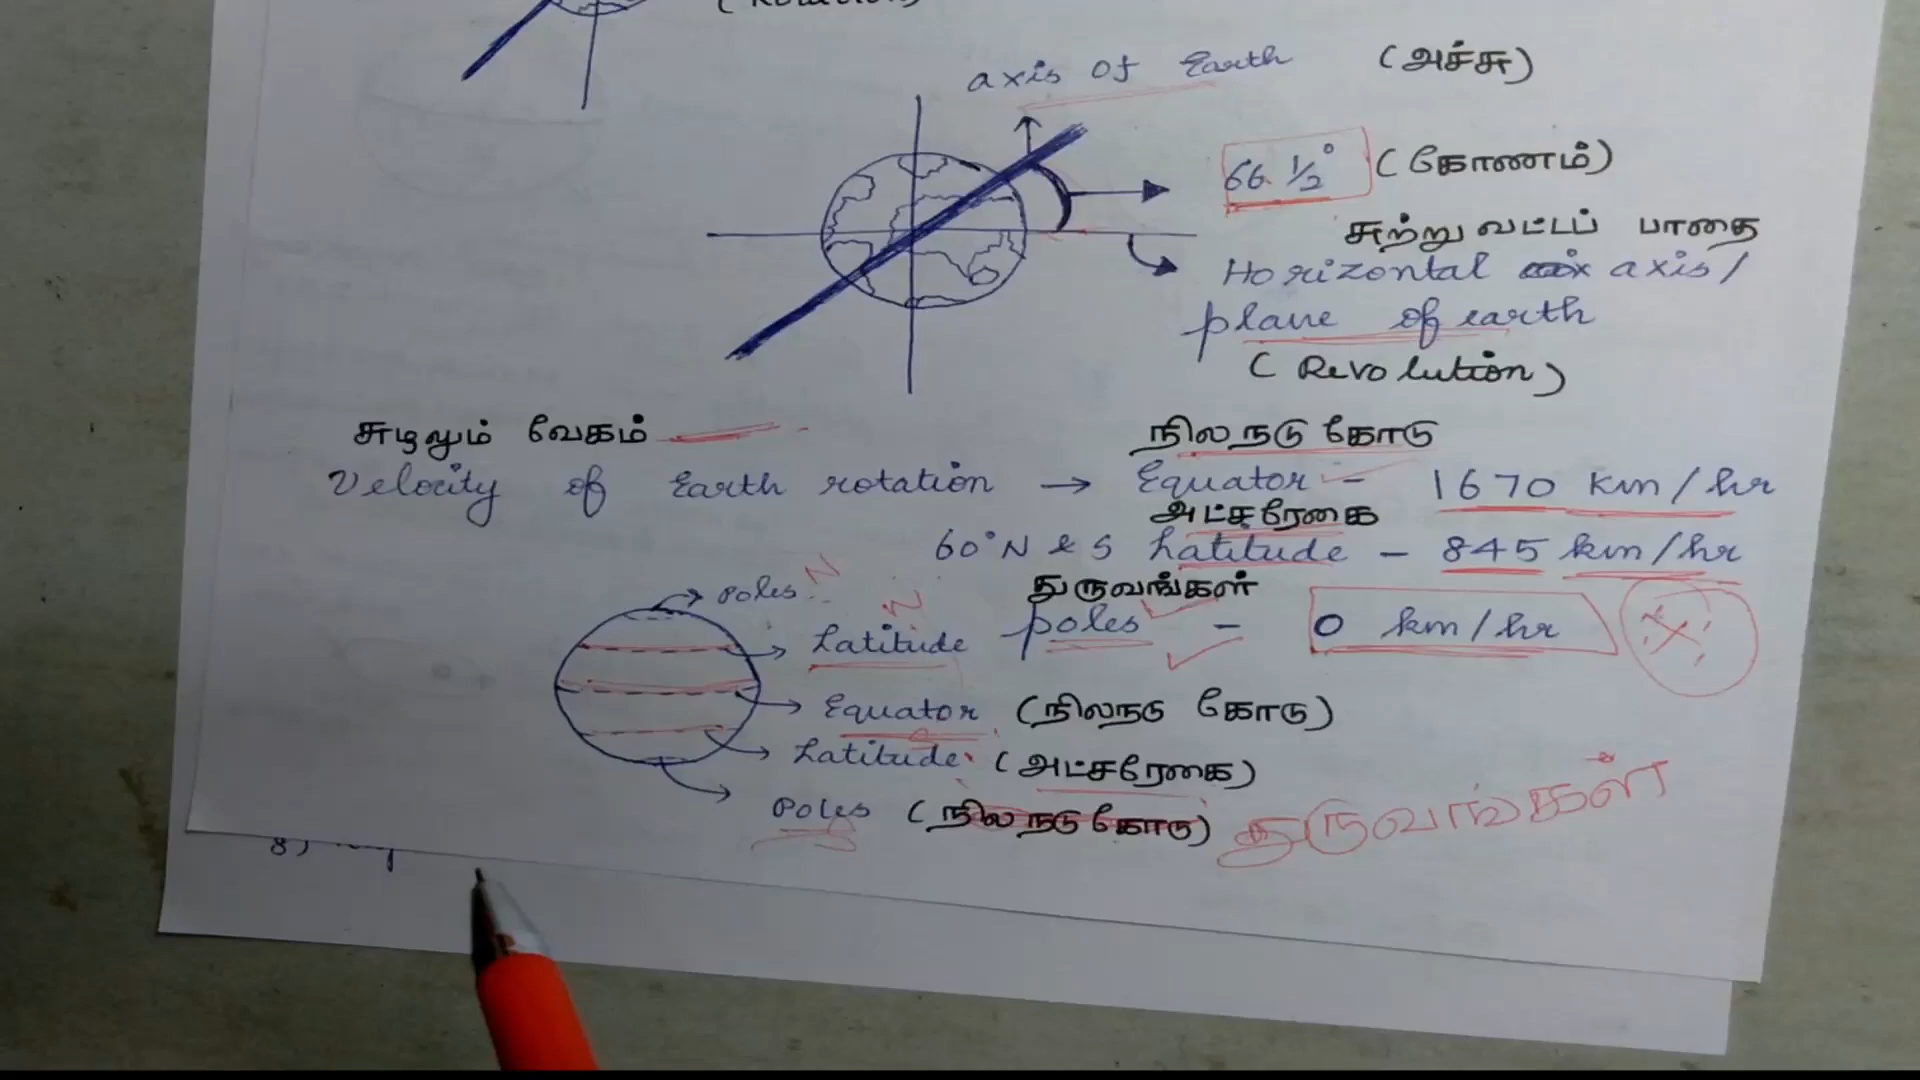 (Rotation)
axis of Earth (அச்சு)
66 1/2° (கோணம்)
சுற்று வட்டப் பாதை
Horizontal axis /
plane of earth
(Revolution)
சுழலும் வேகம்
நிலநடு கோடு
Velocity of Earth rotation → Equator - 1670 km/hr
அட்சரேகை
60°N & S Latitude - 845 km/hr
துருவங்கள்
poles - 0 km/hr
poles N
Latitude
Equator (நிலநடு கோடு)
Latitude (அட்சரேகை)
poles (நிலநடு கோடு) துருவங்கள்
8)